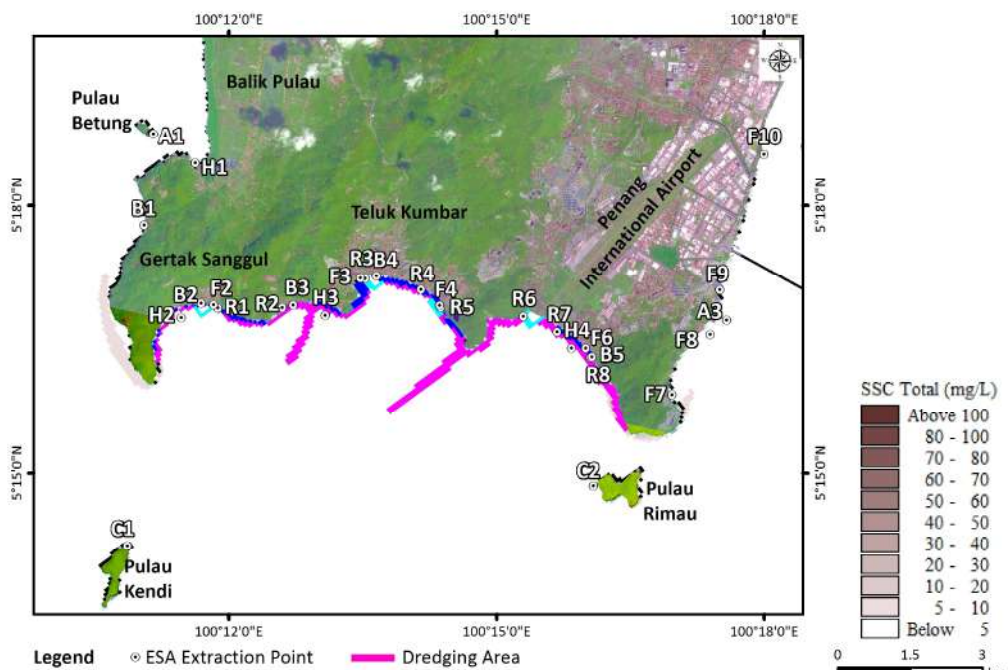 100°12'0"E 100°15'0"E 100°18'0"E
Balik Pulau
Pulau
Betung
A1
H1
F10
B1
5°18'0"N
5°18'0"N
Teluk Kumbar
Penang
International Airport
Gertak Sanggul
R3 B4
F3
R4
F9
B2 F2
R1 R2 B3
H3
F4
R5
A3
H2
R6
R7
H4 F6
B5
R8
F8
F7
C2
5°15'0"N
5°15'0"N
Pulau
Rimau
C1
Pulau
Kendi
100°12'0"E 100°15'0"E 100°18'0"E
SSC Total (mg/L)
Above 100
80 - 100
70 - 80
60 - 70
50 - 60
40 - 50
30 - 40
20 - 30
10 - 20
5 - 10
Below 5
0 1.5 3
Legend ESA Extraction Point Dredging Area